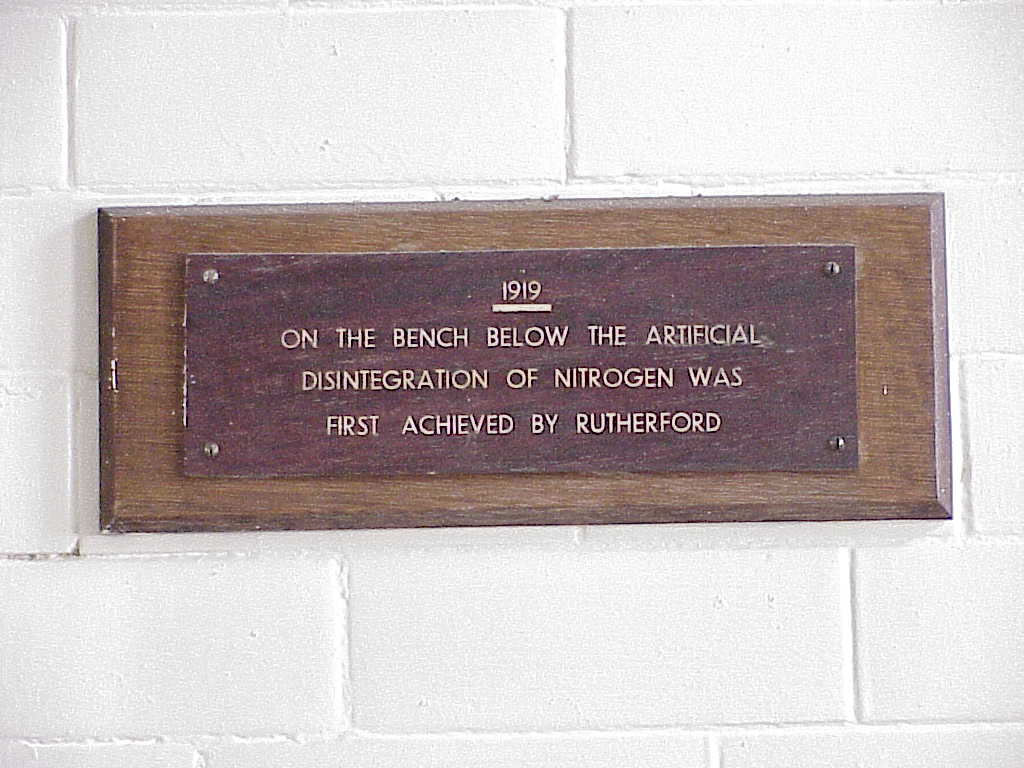 1919
ON THE BENCH BELOW THE ARTIFICIAL
DISINTEGRATION OF NITROGEN WAS
FIRST ACHIEVED BY RUTHERFORD